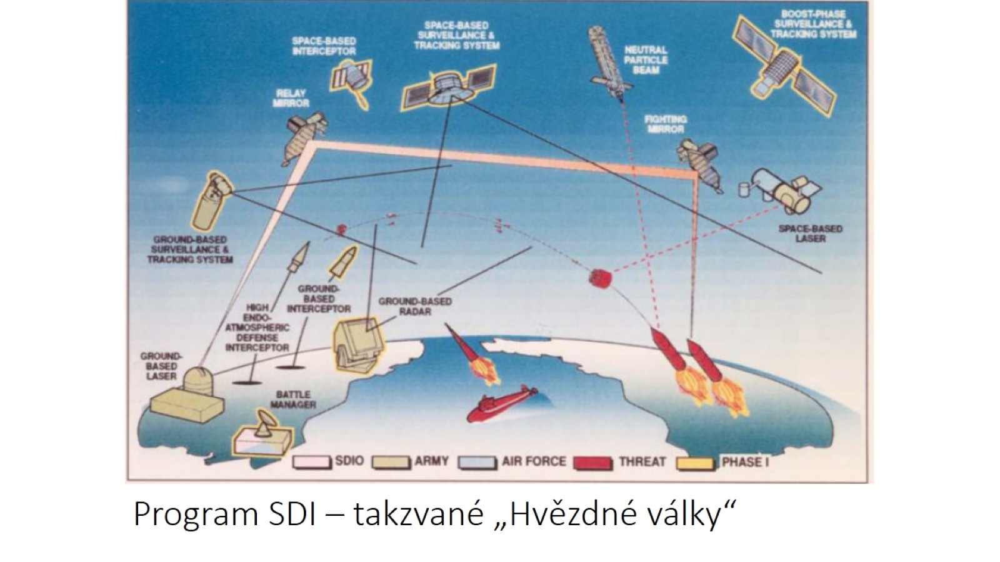 BOOST-PHASE
SURVEILLANCE &
TRACKING SYSTEM
SPACE-BASED
SURVEILLANCE &
TRACKING SYSTEM
SPACE-BASED
INTERCEPTOR
NEUTRAL
PARTICLE
BEAM
RELAY
MIRROR
FIGHTING
MIRROR
SPACE-BASED
LASER
GROUND-BASED
SURVEILLANCE &
TRACKING SYSTEM
GROUND-
BASED
INTERCEPTOR
GROUND-BASED
RADAR
HIGH
ENDO-
ATMOSPHERIC
DEFENSE
INTERCEPTOR
GROUND-
BASED
LASER
BATTLE
MANAGER
SDIO ARMY AIR FORCE THREAT PHASE I
Program SDI – takzvané „Hvězdné války“